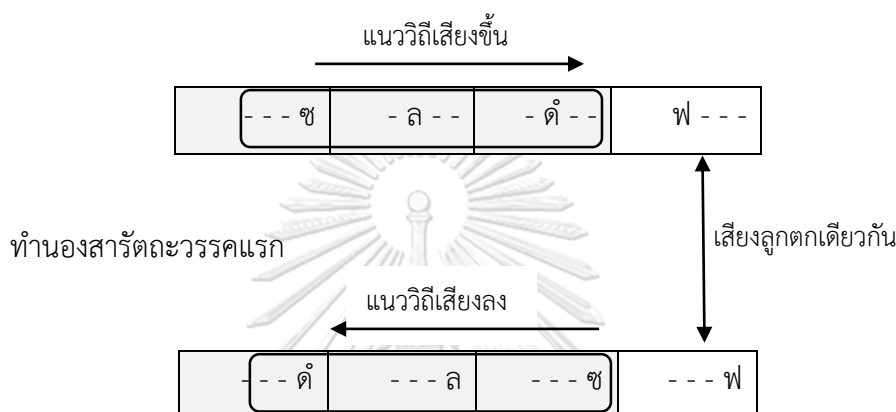 แนววิถีเสียงขึ้น
- - - ซ - ล - - - ดํ - - ฟ - - -
ทำนองสารัตถะวรรคแรก
เสียงลูกตกเดียวกัน
แนววิถีเสียงลง
- - - ดํ - - - ล - - - ซ - - - ฟ